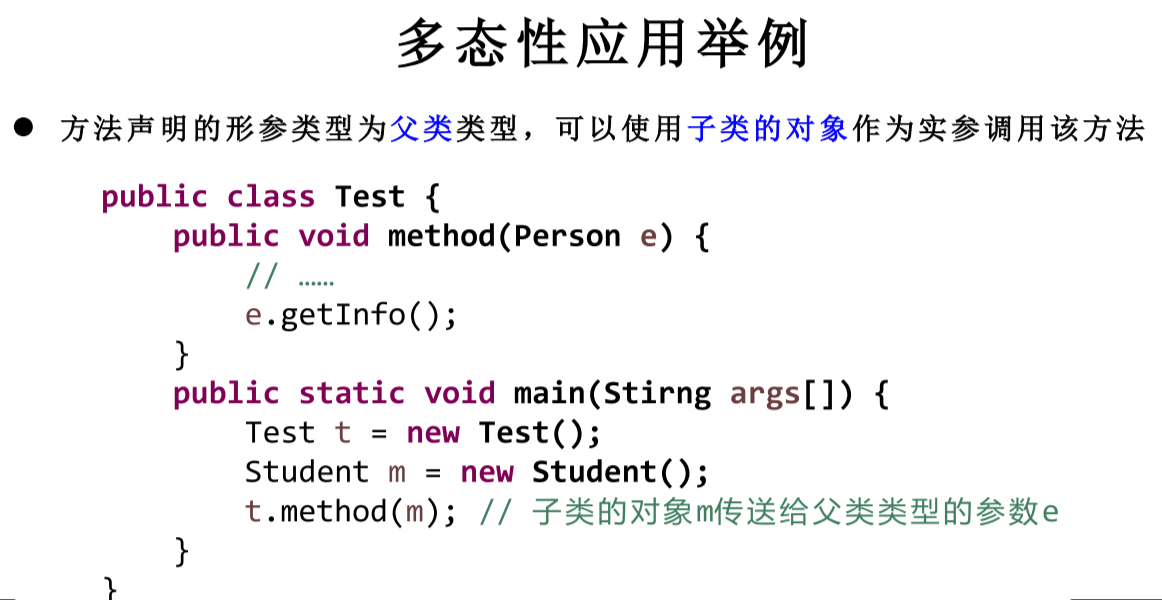 多态性应用举例
● 方法声明的形参类型为父类类型，可以使用子类的对象作为实参调用该方法
public class Test {
    public void method(Person e) {
        // ……
        e.getInfo();
    }
    public static void main(Stirng args[]) {
        Test t = new Test();
        Student m = new Student();
        t.method(m); // 子类的对象m传送给父类类型的参数e
    }
}